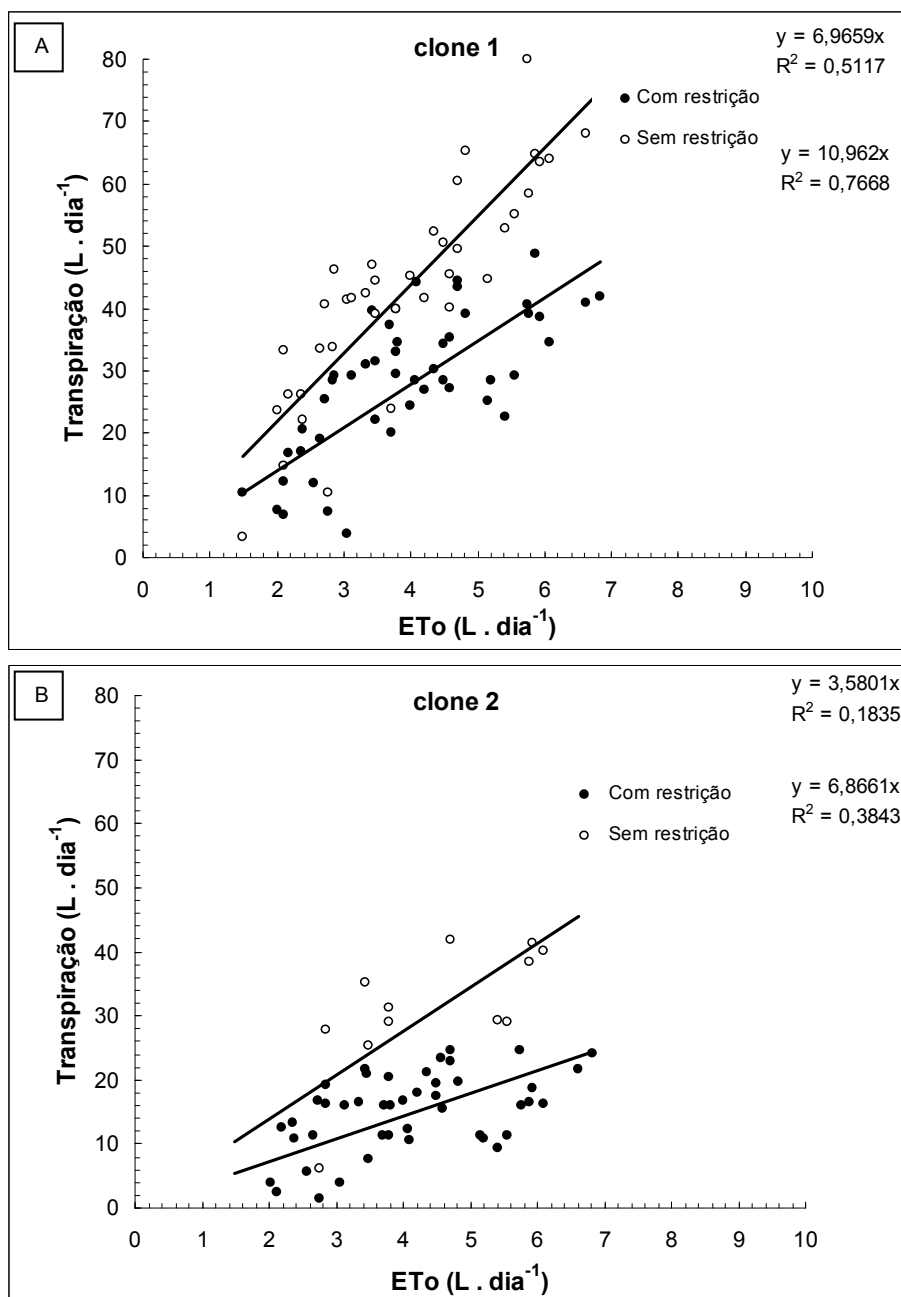 A
clone 1
y = 6,9659x
R² = 0,5117
Com restrição
Sem restrição
y = 10,962x
R² = 0,7668
Transpiração (L . dia⁻¹)
80
70
60
50
40
30
20
10
0
0 1 2 3 4 5 6 7 8 9 10
ETo (L . dia⁻¹)
B
clone 2
y = 3,5801x
R² = 0,1835
Com restrição
Sem restrição
y = 6,8661x
R² = 0,3843
Transpiração (L . dia⁻¹)
80
70
60
50
40
30
20
10
0
0 1 2 3 4 5 6 7 8 9 10
ETo (L . dia⁻¹)